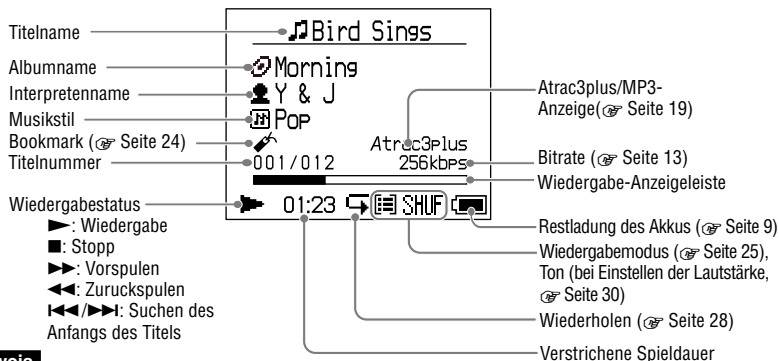 Titelname
♫Bird Sings
Albumname
Morning
Interpretenname
Y & J
Musikstil
Pop
Bookmark (☞ Seite 24)
Titelnummer
001/012
Atrac3plus
256kbps
Wiedergabestatus
►: Wiedergabe
■: Stopp
►►: Vorspulen
◄◄: Zuruckspulen
I◄◄/►►I: Suchen des
Anfangs des Titels
01:23
SHUF
Atrac3plus/MP3-
Anzeige(☞ Seite 19)
Bitrate (☞ Seite 13)
Wiedergabe-Anzeigeleiste
Restladung des Akkus (☞ Seite 9)
Wiedergabemodus (☞ Seite 25),
Ton (bei Einstellen der Lautstärke,
☞ Seite 30)
Wiederholen (☞ Seite 28)
Verstrichene Spieldauer